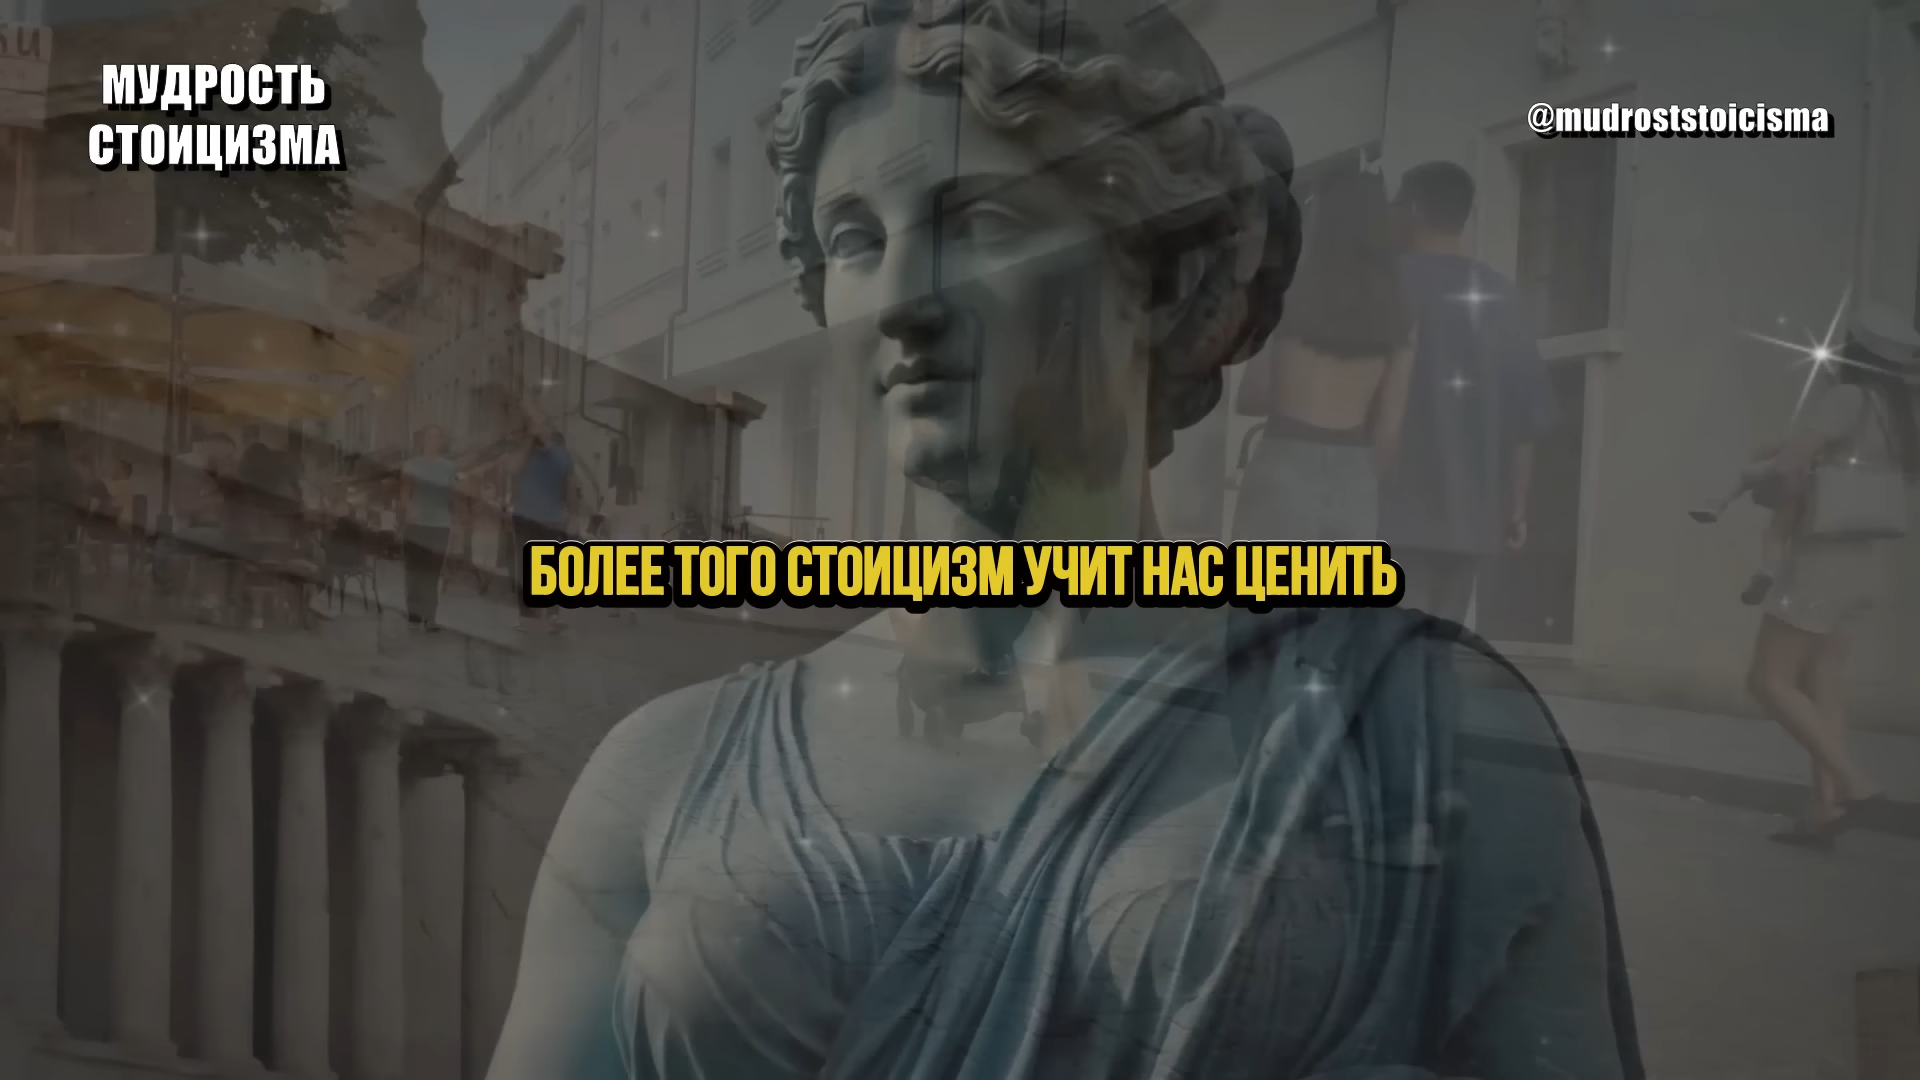 МУДРОСТЬ
СТОИЦИЗМА
@mudroststoicisma
БОЛЕЕ ТОГО СТОИЦИЗМ УЧИТ НАС ЦЕНИТЬ